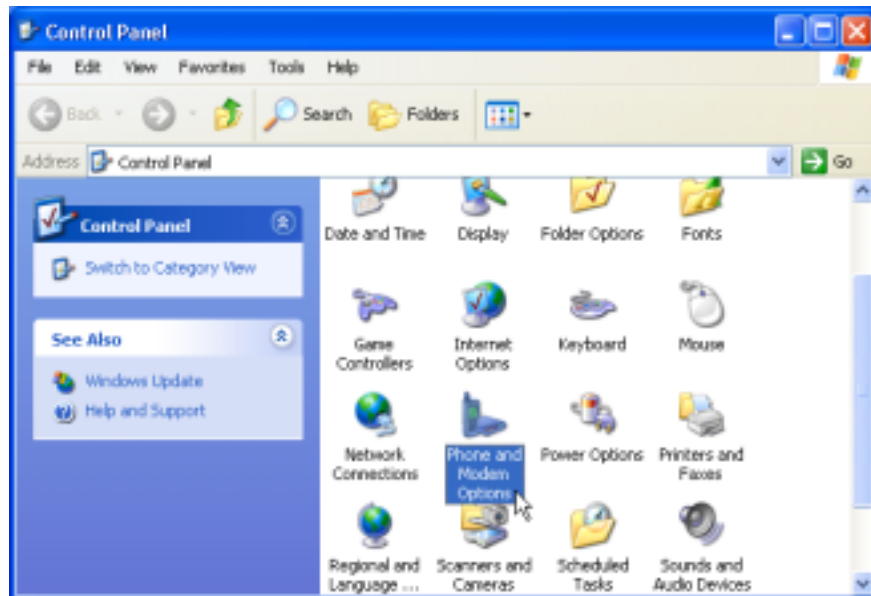 Control Panel
File Edit View Favorites Tools Help
Back Search Folders
Address Control Panel Go
Control Panel
Switch to Category View
See Also
Windows Update
Help and Support
Date and Time Display Folder Options Fonts
Game Controllers Internet Options Keyboard Mouse
Network Connections Phone and Modem Options Power Options Printers and Faxes
Regional and Language ... Scanners and Cameras Scheduled Tasks Sounds and Audio Devices